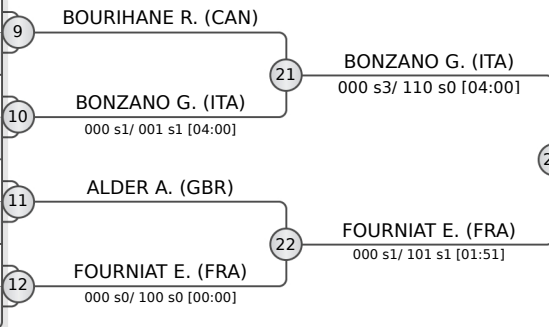 BOURIHANE R. (CAN)
9
21
BONZANO G. (ITA)
000 s3/ 110 s0 [04:00]
BONZANO G. (ITA)
10
000 s1/ 001 s1 [04:00]
ALDER A. (GBR)
11
22
FOURNIAT E. (FRA)
000 s1/ 101 s1 [01:51]
FOURNIAT E. (FRA)
12
000 s0/ 100 s0 [00:00]